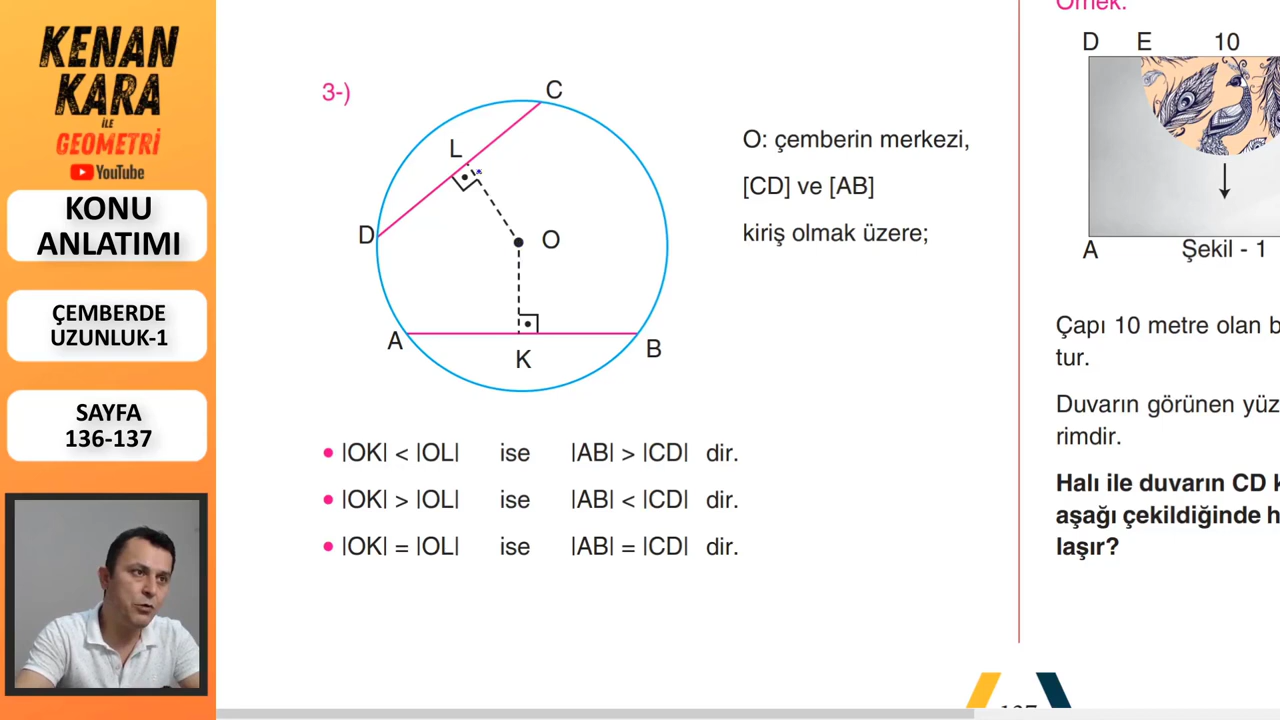 KENAN
KARA
İLE
GEOMETRİ
YouTube
KONU
ANLATIMI
ÇEMBERDE
UZUNLUK-1
SAYFA
136-137
3-)
C
L
D
O
A
K
B
O: çemberin merkezi,
[CD] ve [AB]
kiriş olmak üzere;
• |OK| < |OL| ise |AB| > |CD| dir.
• |OK| > |OL| ise |AB| < |CD| dir.
• |OK| = |OL| ise |AB| = |CD| dir.
Örnek:
D E 10
A
Şekil - 1
Çapı 10 metre olan b
tur.
Duvarın görünen yüz
rimdir.
Halı ile duvarın CD k
aşağı çekildiğinde h
laşır?